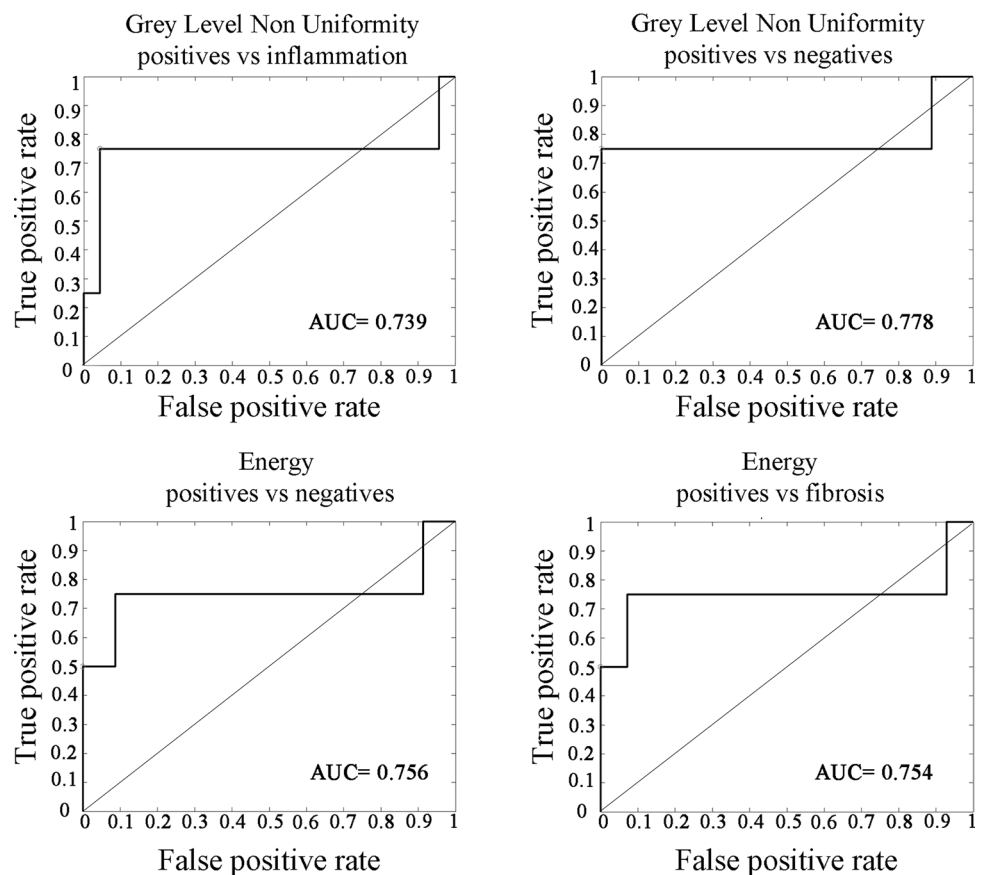 Grey Level Non Uniformity
positives vs inflammation
True positive rate
1
0.9
0.8
0.7
0.6
0.5
0.4
0.3
0.2
0.1
0
AUC= 0.739
0 0.1 0.2 0.3 0.4 0.5 0.6 0.7 0.8 0.9 1
False positive rate
Grey Level Non Uniformity
positives vs negatives
True positive rate
1
0.9
0.8
0.7
0.6
0.5
0.4
0.3
0.2
0.1
0
AUC= 0.778
0 0.1 0.2 0.3 0.4 0.5 0.6 0.7 0.8 0.9 1
False positive rate
Energy
positives vs negatives
True positive rate
1
0.9
0.8
0.7
0.6
0.5
0.4
0.3
0.2
0.1
0
AUC= 0.756
0 0.1 0.2 0.3 0.4 0.5 0.6 0.7 0.8 0.9 1
False positive rate
Energy
positives vs fibrosis
True positive rate
1
0.9
0.8
0.7
0.6
0.5
0.4
0.3
0.2
0.1
0
AUC= 0.754
0 0.1 0.2 0.3 0.4 0.5 0.6 0.7 0.8 0.9 1
False positive rate